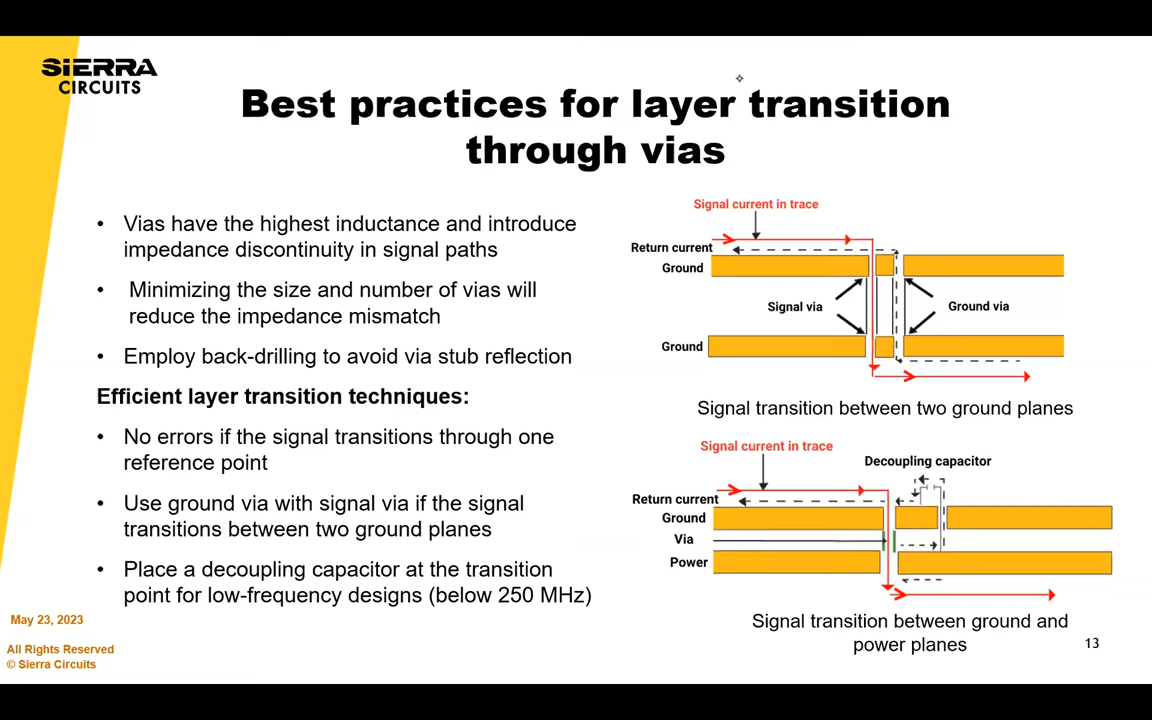 SIERRA
CIRCUITS
Best practices for layer transition
through vias
• Vias have the highest inductance and introduce
impedance discontinuity in signal paths
• Minimizing the size and number of vias will
reduce the impedance mismatch
• Employ back-drilling to avoid via stub reflection
Efficient layer transition techniques:
• No errors if the signal transitions through one
reference point
• Use ground via with signal via if the signal
transitions between two ground planes
• Place a decoupling capacitor at the transition
point for low-frequency designs (below 250 MHz)
Signal current in trace
Return current
Ground
Signal via
Ground via
Ground
Signal transition between two ground planes
Signal current in trace
Decoupling capacitor
Return current
Ground
Via
Power
Signal transition between ground and
power planes
May 23, 2023
All Rights Reserved
© Sierra Circuits
13